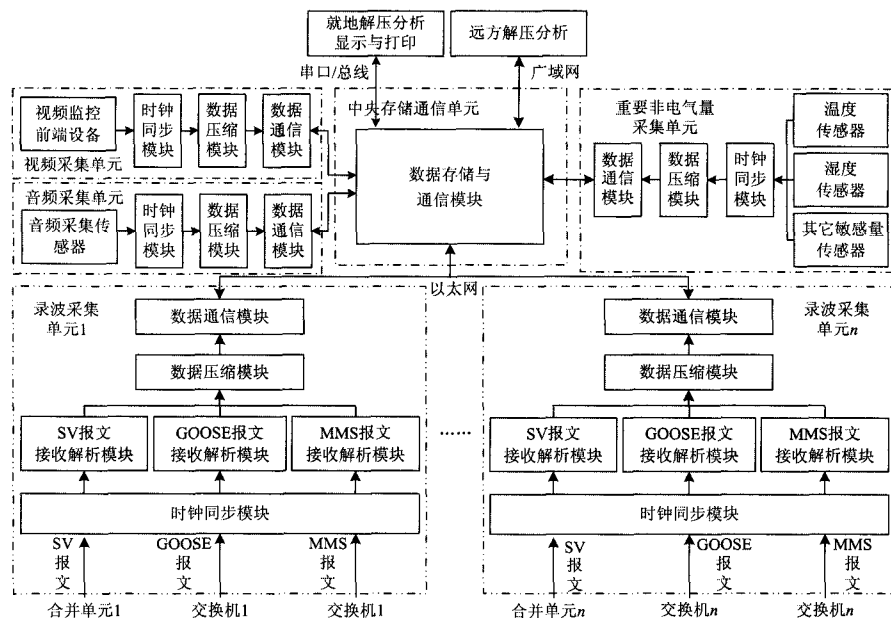 就地解压分析
显示与打印
远方解压分析
串口/总线
广域网
视频监控
前端设备
时钟
同步
模块
数据
压缩
模块
数据
通信
模块
视频采集单元
音频采集单元
音频采集传
感器
时钟
同步
模块
数据
压缩
模块
数据
通信
模块
中央存储通信单元
数据存储与
通信模块
重要非电气量
采集单元
数据
通信
模块
数据
压缩
模块
时钟
同步
模块
温度
传感器
湿度
传感器
其它敏感量
传感器
以太网
录波采集
单元1
数据通信模块
数据压缩模块
SV报文
接收解析模块
GOOSE报文
接收解析模块
MMS报文
接收解析模块
时钟同步模块
SV
报
文
GOOSE
报
文
MMS
报
文
合并单元1
交换机1
交换机1
……
录波采集
单元n
数据通信模块
数据压缩模块
SV报文
接收解析模块
GOOSE报文
接收解析模块
MMS报文
接收解析模块
时钟同步模块
SV
报
文
GOOSE
报
文
MMS
报
文
合并单元n
交换机n
交换机n